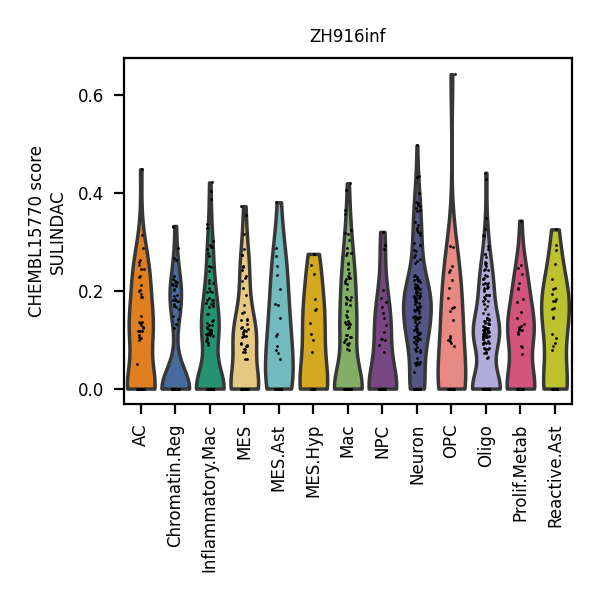 ZH916inf
CHEMBL15770 score
SULINDAC
0.6
0.4
0.2
0.0
AC
Chromatin.Reg
Inflammatory.Mac
MES
MES.Ast
MES.Hyp
Mac
NPC
Neuron
OPC
Oligo
Prolif.Metab
Reactive.Ast